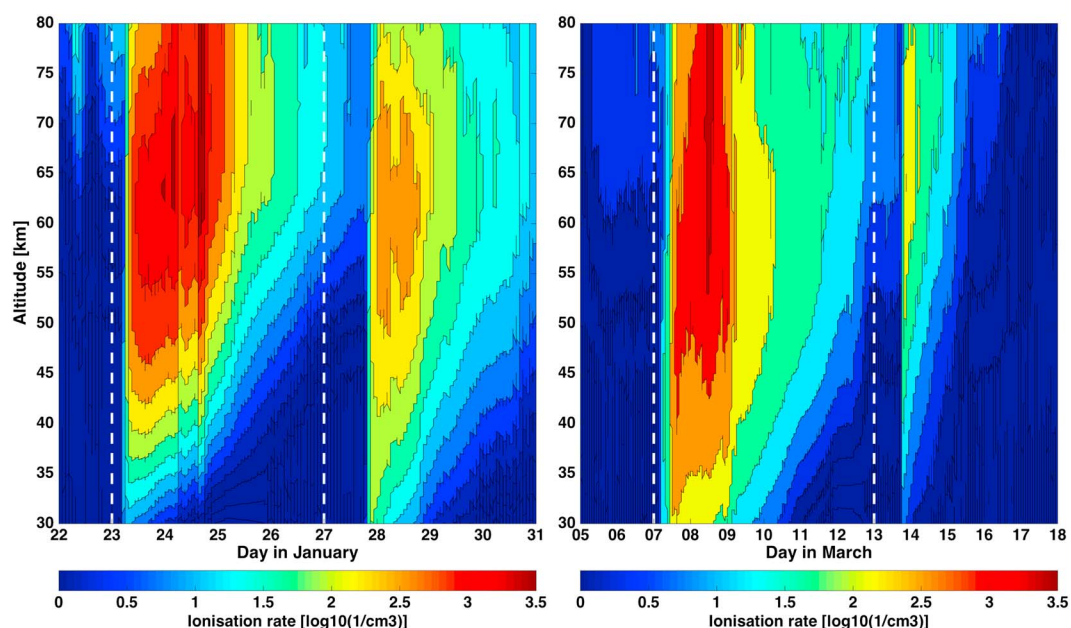 80
75
70
65
60
55
50
45
40
35
30
Altitude [km]
22 23 24 25 26 27 28 29 30 31
Day in January
0 0.5 1 1.5 2 2.5 3 3.5
Ionisation rate [log10(1/cm3)]
80
75
70
65
60
55
50
45
40
35
30
05 06 07 08 09 10 11 12 13 14 15 16 17 18
Day in March
0 0.5 1 1.5 2 2.5 3 3.5
Ionisation rate [log10(1/cm3)]